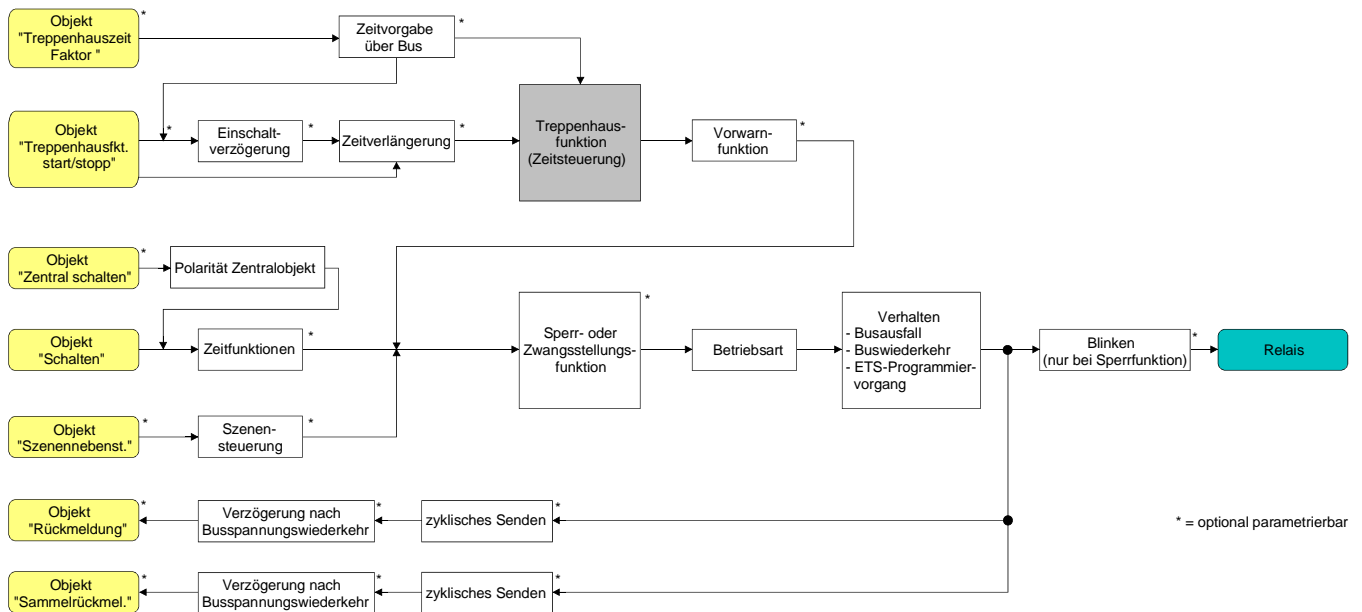 Objekt
"Treppenhauszeit
Faktor "
*
Zeitvorgabe
über Bus
*
Objekt
"Treppenhausfkt.
start/stopp"
*
Einschalt-
verzögerung
*
Zeitverlängerung
*
Treppenhaus-
funktion
(Zeitsteuerung)
Vorwarn-
funktion
*
Objekt
"Zentral schalten"
*
Polarität Zentralobjekt
Objekt
"Schalten"
*
Zeitfunktionen
*
Sperr- oder
Zwangsstellungs-
funktion
*
Betriebsart
Verhalten
- Busausfall
- Buswiederkehr
- ETS-Programmier-
vorgang
Blinken
(nur bei Sperrfunktion)
*
Relais
Objekt
"Szenennebenst."
*
Szenen-
steuerung
*
Objekt
"Rückmeldung"
*
Verzögerung nach
Busspannungswiederkehr
*
zyklisches Senden
*
* = optional parametrierbar
Objekt
"Sammelrückmel."
*
Verzögerung nach
Busspannungswiederkehr
*
zyklisches Senden
*